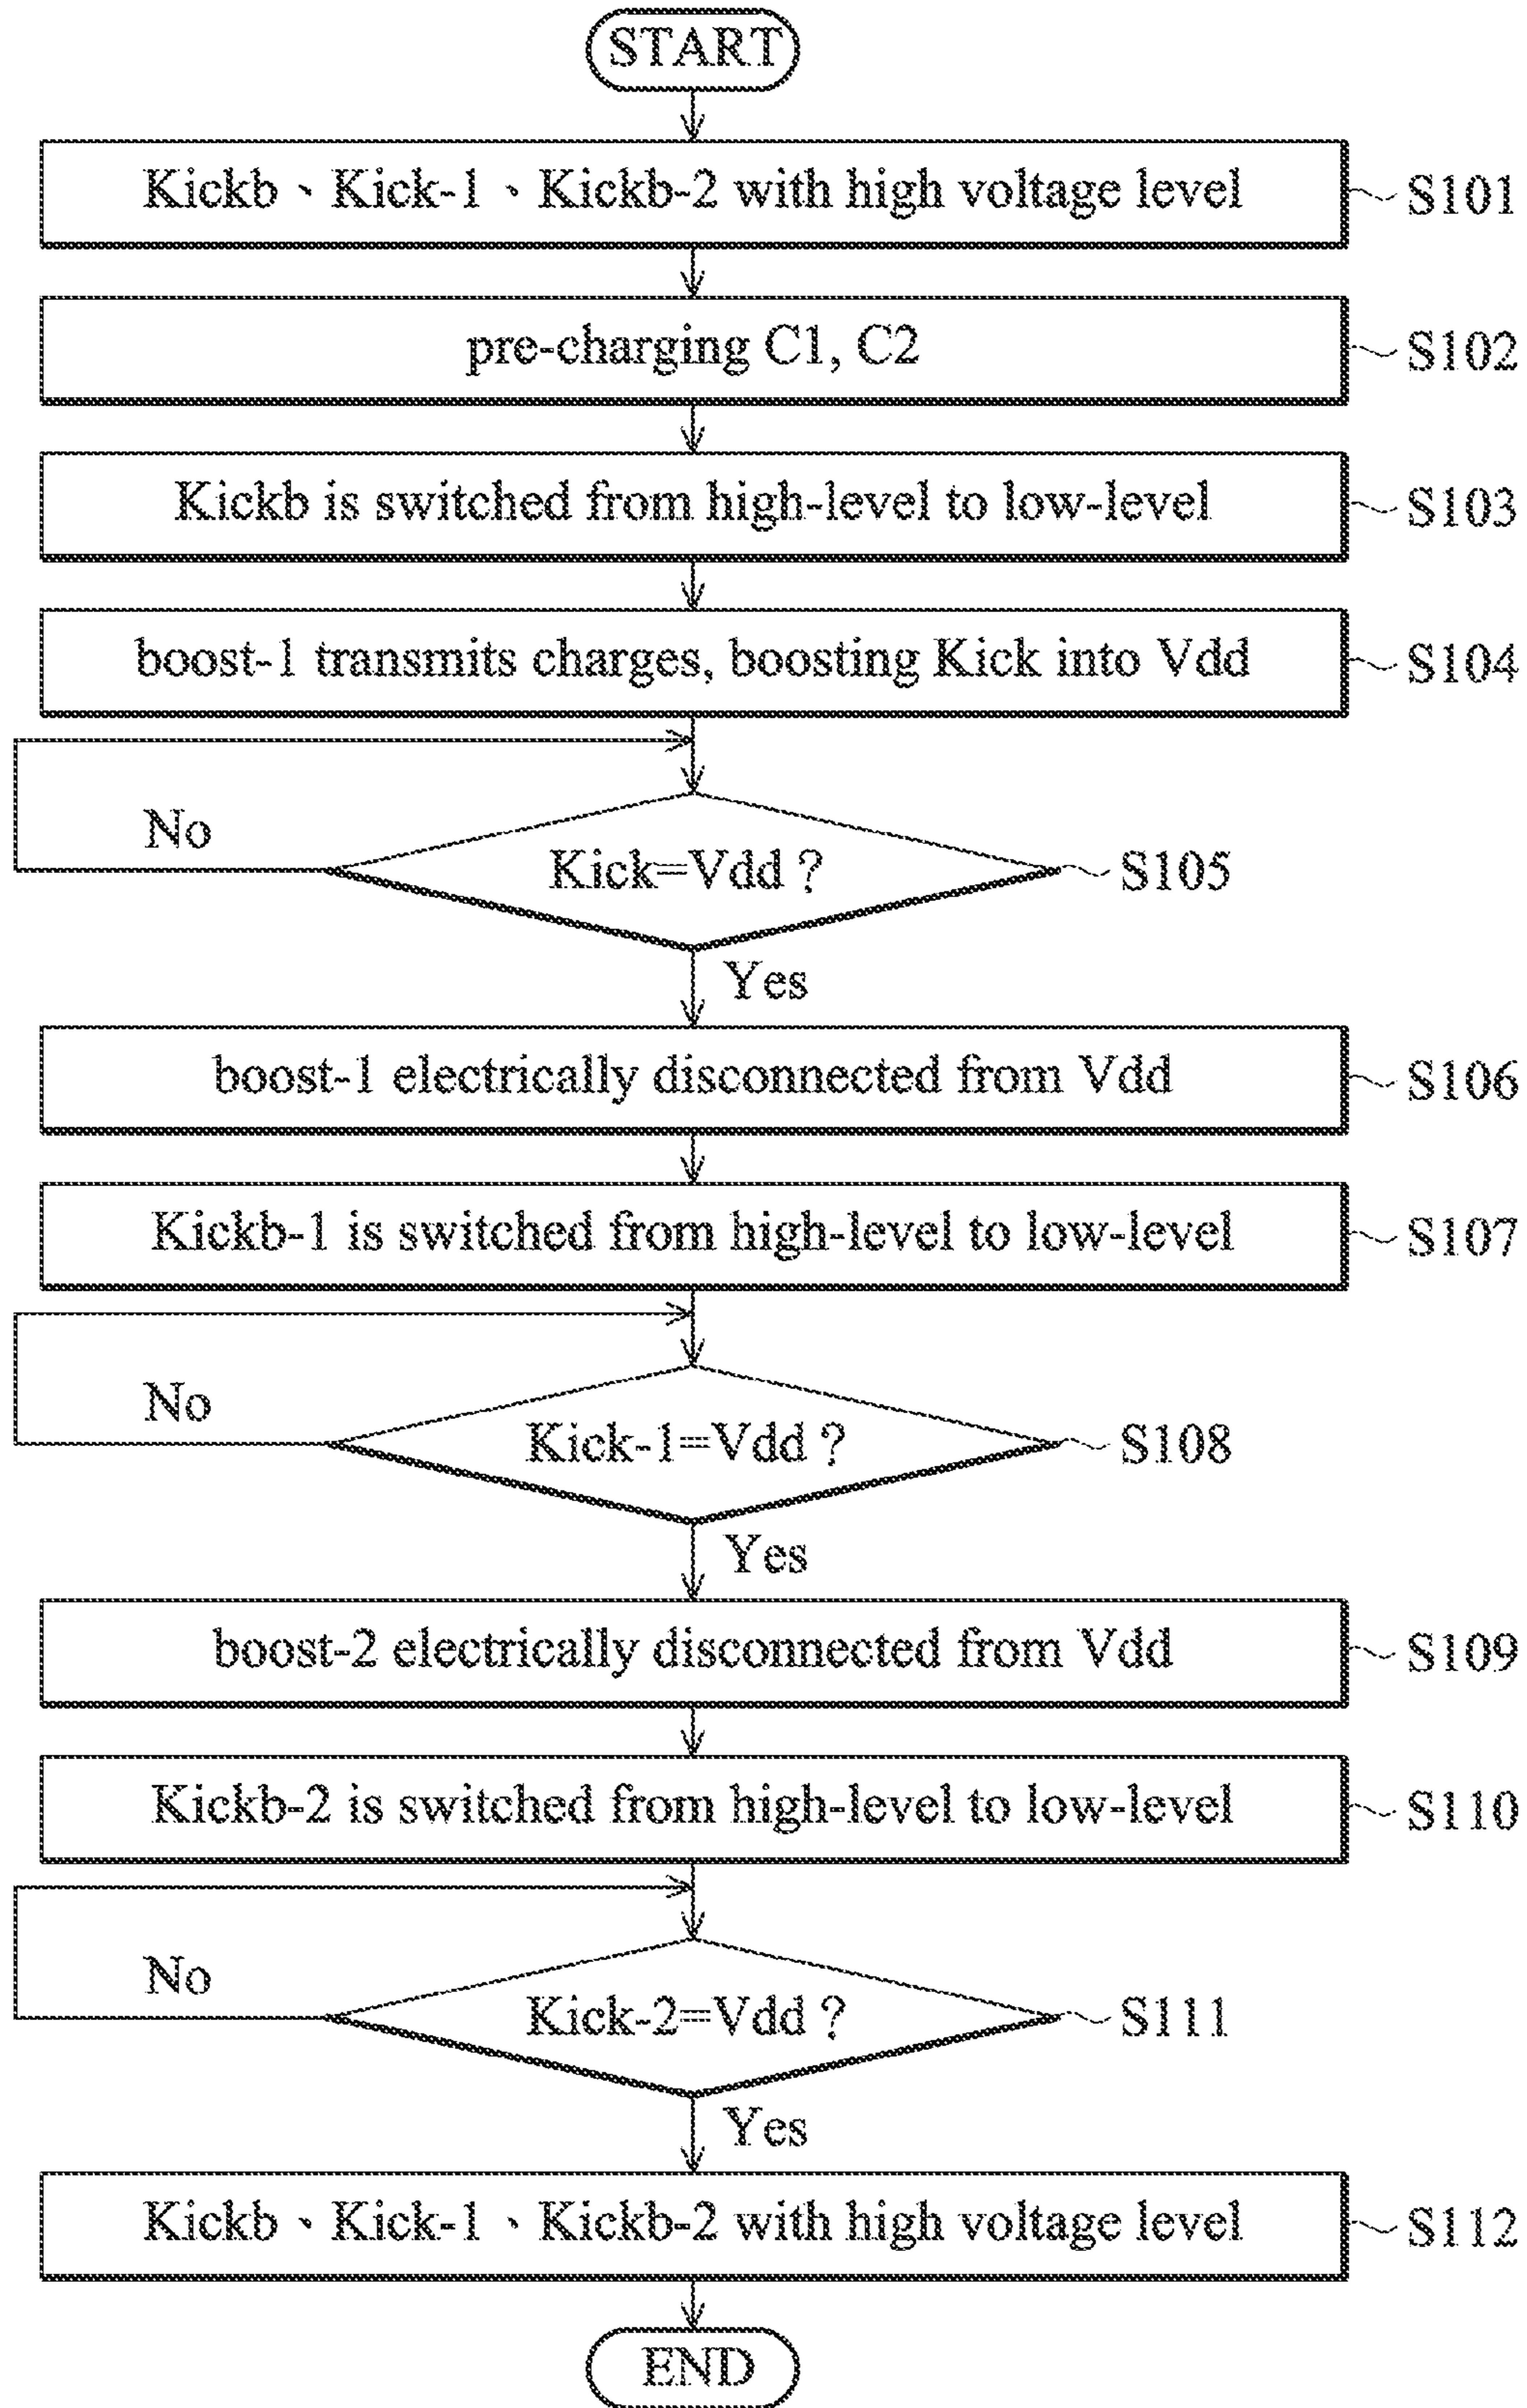 START
Kickb、Kick-1、Kickb-2 with high voltage level
S101
pre-charging C1, C2
S102
Kickb is switched from high-level to low-level
S103
boost-1 transmits charges, boosting Kick into Vdd
S104
No
Kick=Vdd ?
S105
Yes
boost-1 electrically disconnected from Vdd
S106
Kickb-1 is switched from high-level to low-level
S107
No
Kick-1=Vdd ?
S108
Yes
boost-2 electrically disconnected from Vdd
S109
Kickb-2 is switched from high-level to low-level
S110
No
Kick-2=Vdd ?
S111
Yes
Kickb、Kick-1、Kickb-2 with high voltage level
S112
END